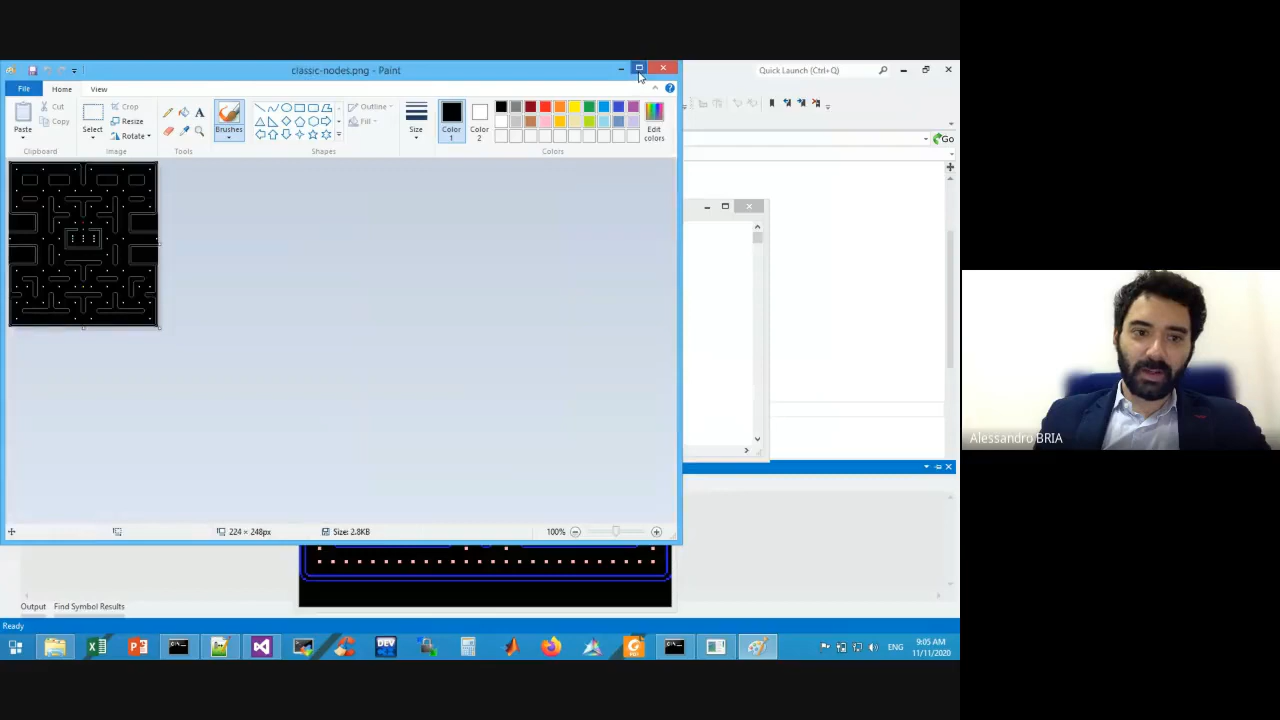 classic-nodes.png - Paint
Quick Launch (Ctrl+Q)
File
Home
View
Cut
Copy
Paste
Clipboard
Select
Crop
Resize
Rotate
Image
A
Tools
Brushes
Outline
Fill
Shapes
Size
Color
1
Color
2
Edit
colors
Colors
Go
Alessandro BRIA
224 × 248px
Size: 2.8KB
100%
Output
Find Symbol Results
Ready
DEV
ENG
9:05 AM
11/11/2020